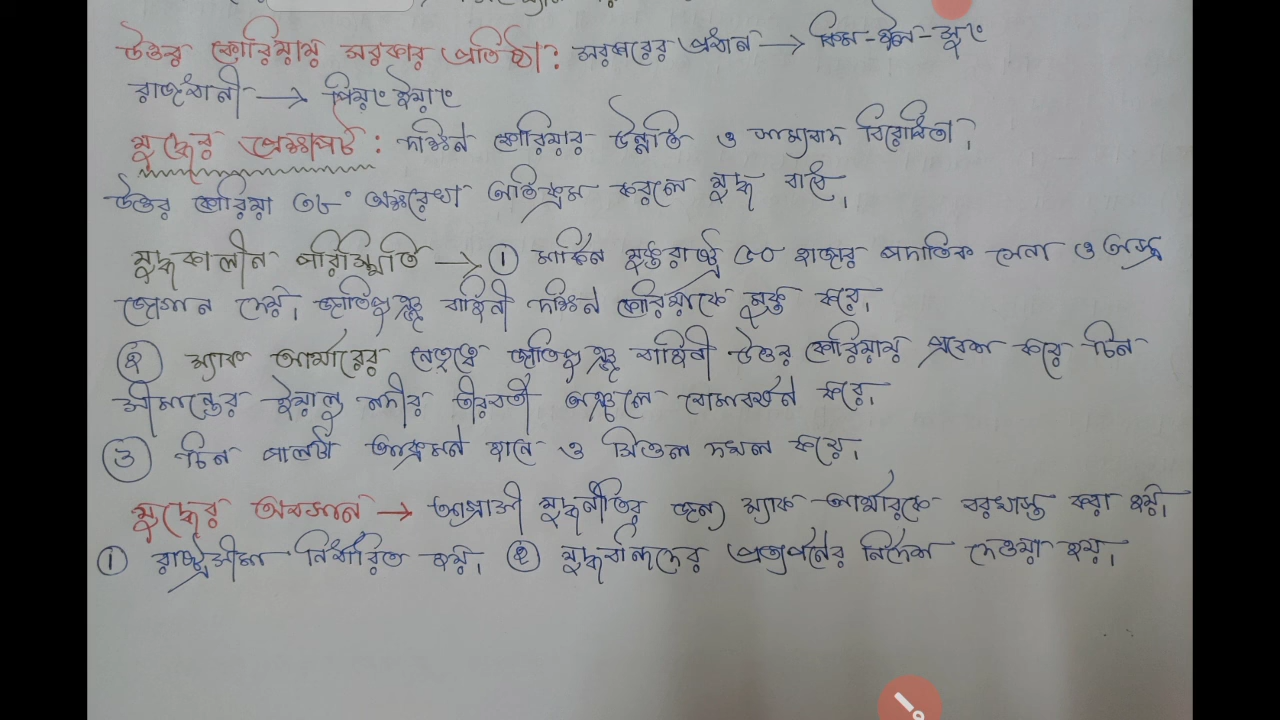 উত্তর কোরিয়ায় সরকার প্রতিষ্ঠা: সরকারের প্রধান → কিম-ইল-সুং
রাজধানী → পিয়ং ইয়াং
যুদ্ধের প্রেক্ষাপট: দক্ষিণ কোরিয়ার উন্নতি ও সাম্যবাদ বিরোধিতা।
উত্তর কোরিয়া ৩৮° অক্ষরেখা অতিক্রম করলে যুদ্ধ বাধে।
যুদ্ধকালীন পরিস্থিতি → ① মার্কিন যুক্তরাষ্ট্র ৫০ হাজার পদাতিক সেনা ও অস্ত্র
জোগান দেয়। জাতিপুঞ্জ বাহিনী দক্ষিণ কোরিয়াকে মুক্ত করে।
② ম্যাক আর্থারের নেতৃত্বে জাতিপুঞ্জ বাহিনী উত্তর কোরিয়ায় প্রবেশ করে চিন
সীমান্তের ইয়ালু নদীর তীরবর্তী অঞ্চলে বোমাবর্ষণ করে।
③ চিন পালটা আক্রমণ হানে ও সিওল দখল করে।
যুদ্ধের অবসান → আগ্রাসী যুদ্ধনীতির জন্য ম্যাক আর্থারকে বরখাস্ত করা হয়।
① রাষ্ট্রসীমা নির্ধারিত হয়। ② যুদ্ধবন্দিদের প্রত্যর্পনের নির্দেশ দেওয়া হয়।